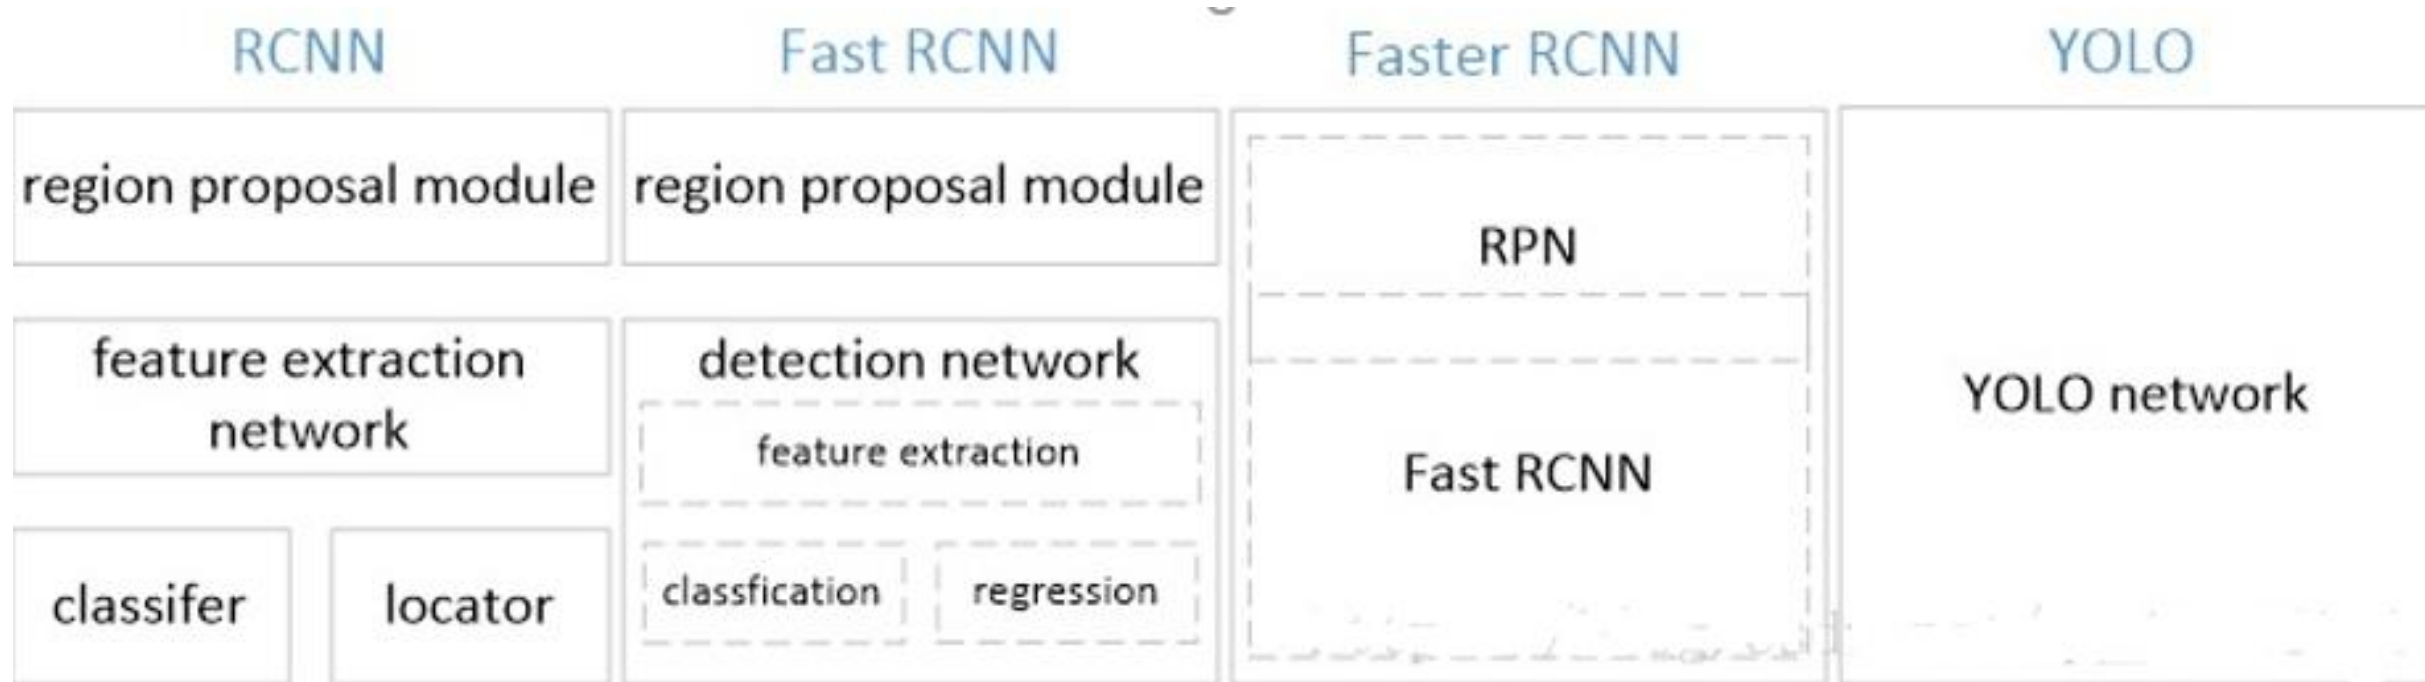 RCNN
region proposal module
feature extraction
network
classifer
locator
Fast RCNN
region proposal module
detection network
feature extraction
classfication
regression
Faster RCNN
RPN
Fast RCNN
YOLO
YOLO network